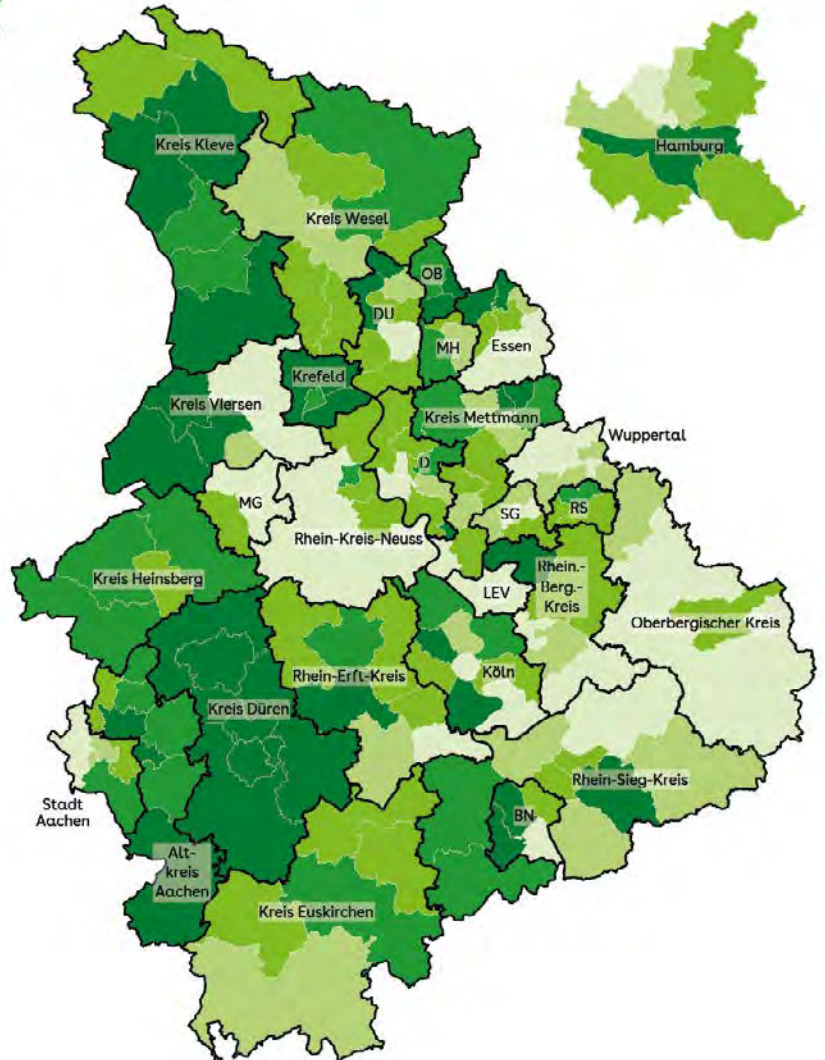 Hamburg
Kreis Kleve
Kreis Wesel
OB
DU
MH
Essen
Krefeld
Kreis Viersen
Kreis Mettmann
Wuppertal
D
MG
SG
RS
Rhein-Kreis-Neuss
Kreis Heinsberg
LEV
Rhein.-
Berg.-
Kreis
Oberbergischer Kreis
Rhein-Erft-Kreis
Köln
Kreis Düren
Rhein-Sieg-Kreis
Stadt
Aachen
BN
Alt-
kreis
Aachen
Kreis Euskirchen